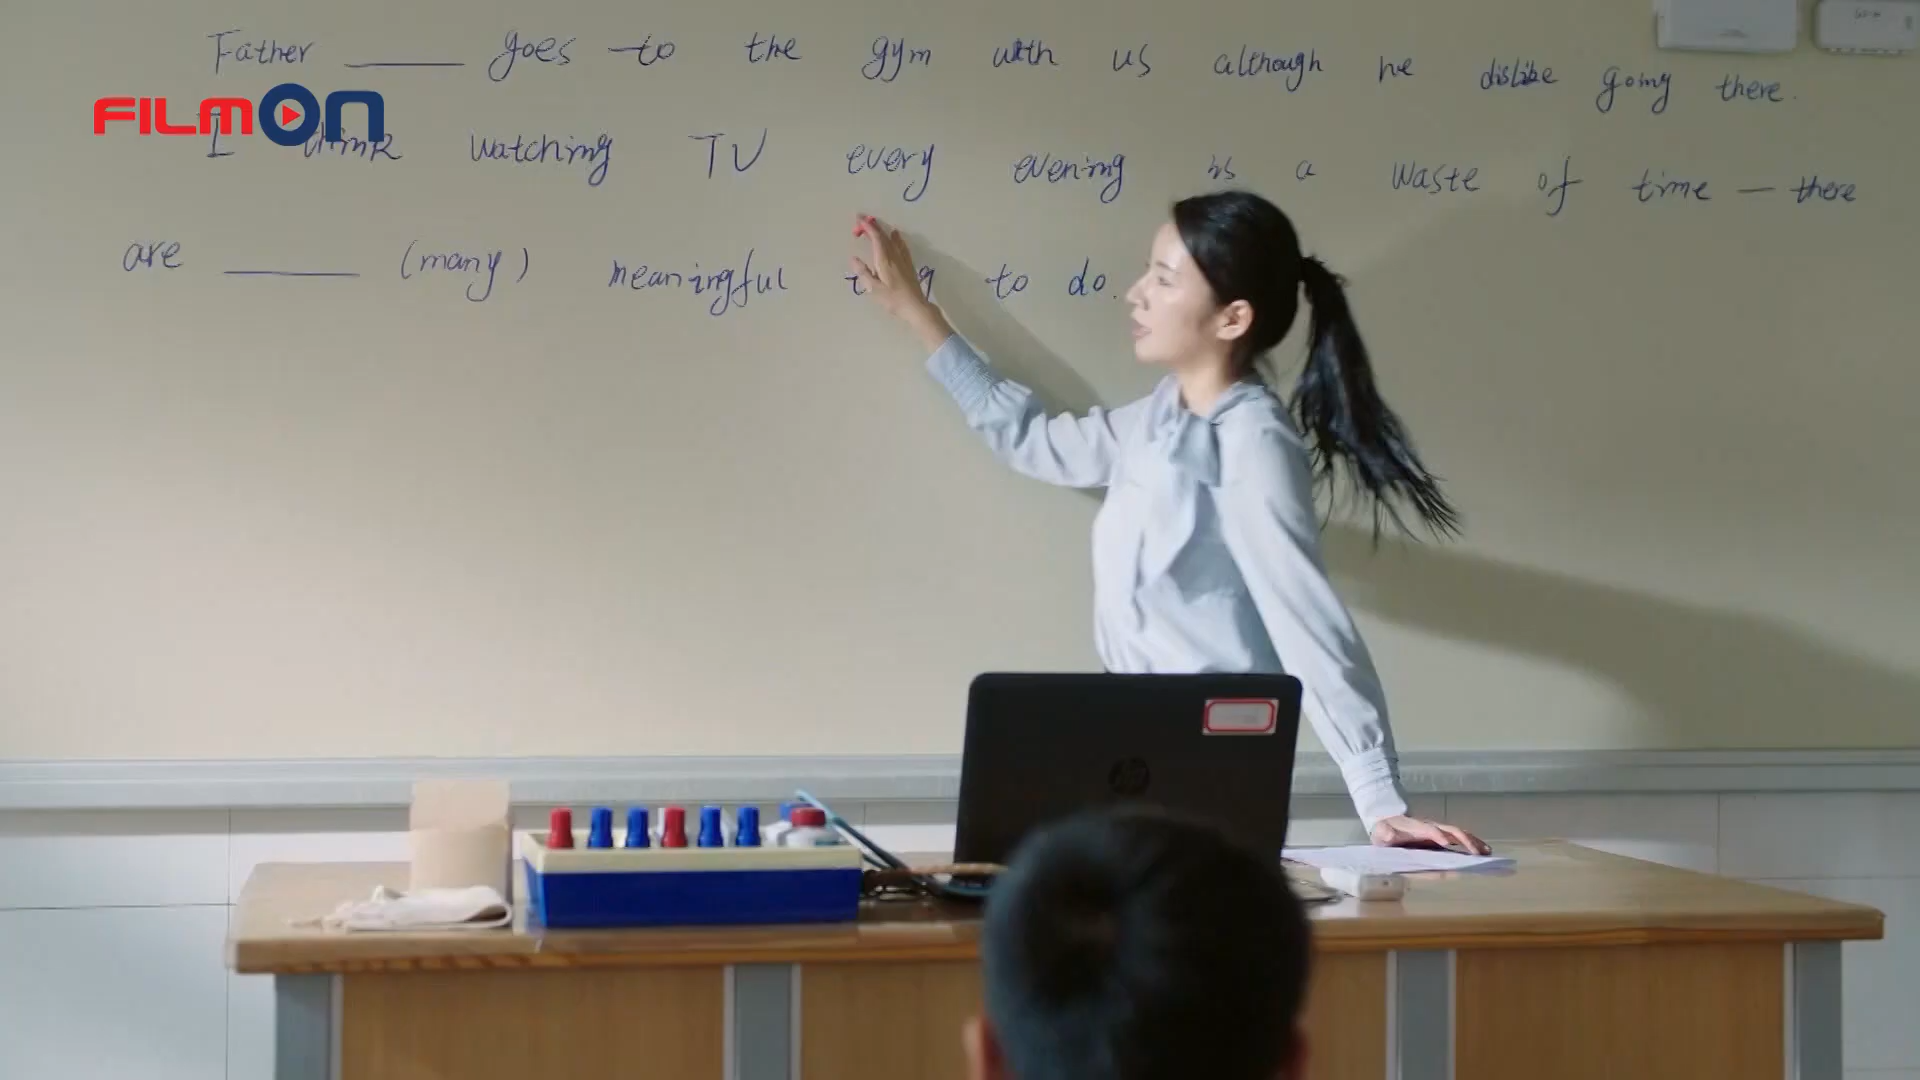 Father ______ goes to the gym with us although he dislike going there.
FILMON
I think watching TV every evening is a waste of time — there
are ______ (many) meaningful to do.
hp